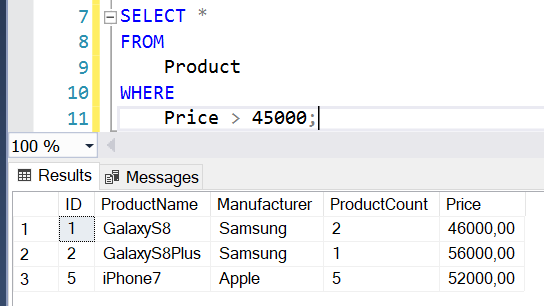 7 SELECT *
8 FROM
9 Product
10 WHERE
11 Price > 45000;
100 %
Results Messages
ID ProductName Manufacturer ProductCount Price
1 1 GalaxyS8 Samsung 2 46000,00
2 2 GalaxyS8Plus Samsung 1 56000,00
3 5 iPhone7 Apple 5 52000,00